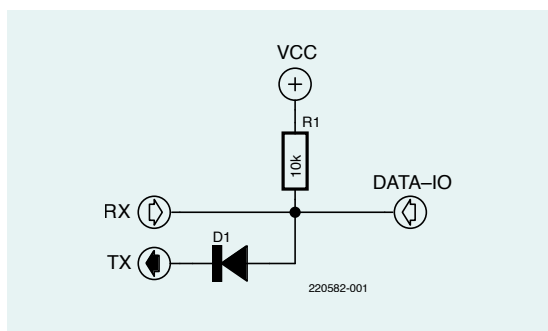 VCC
R1
10k
DATA–IO
RX
D1
TX
220582-001